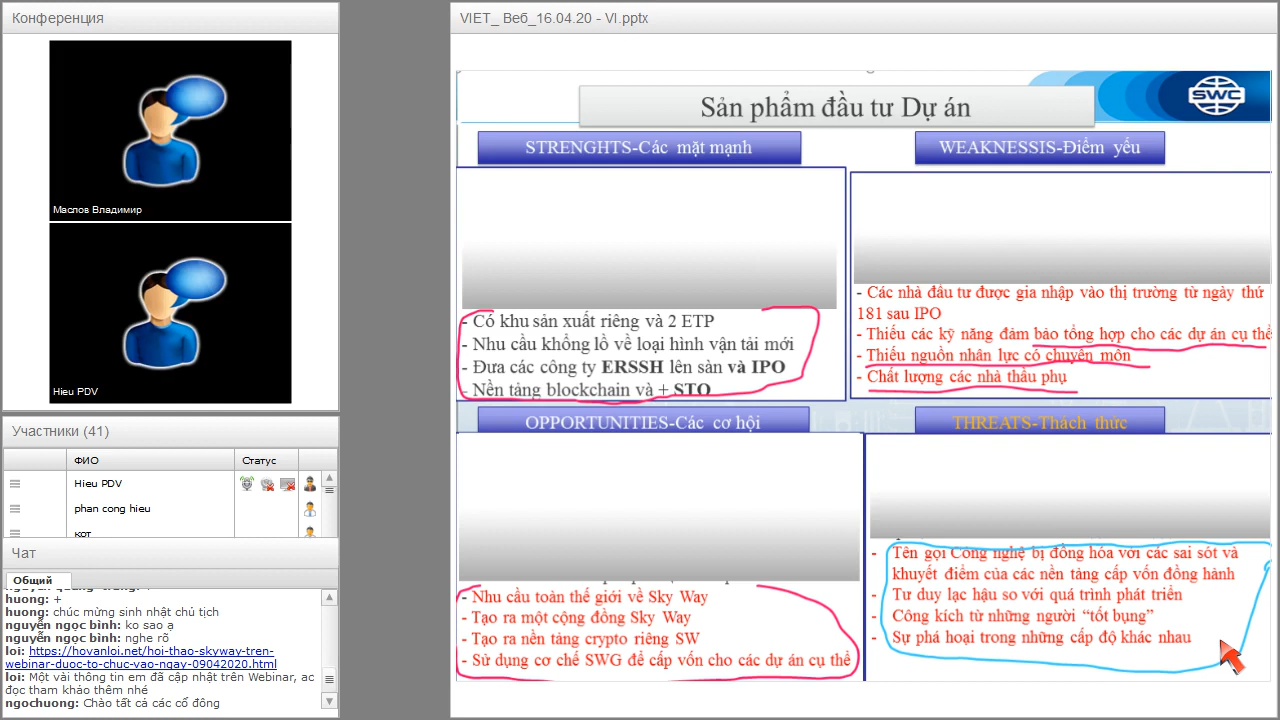 Конференция
Маслов Владимир
Hieu PDV
Участники (41)
ФИО Статус
Hieu PDV
phan cong hieu
кот
Чат
Общий
huong: +
huong: chúc mừng sinh nhật chủ tịch
nguyễn ngọc bình: ko sao ạ
nguyễn ngọc bình: nghe rõ
loi: https://hovanloi.net/hoi-thao-skyway-tren-
webinar-duoc-to-chuc-vao-ngay-09042020.html
loi: Một vài thông tin em đã cập nhật trên Webinar, ac
đọc tham khảo thêm nhé
ngochuong: Chào tất cả các cổ đông
VIET_ Веб_16.04.20 - VI.pptx
SWC
Sản phẩm đầu tư Dự án
STRENGHTS-Các mặt mạnh
- Có khu sản xuất riêng và 2 ETP
- Nhu cầu khổng lồ về loại hình vận tải mới
- Đưa các công ty ERSSH lên sàn và IPO
- Nền tảng blockchain và + STO
WEAKNESSIS-Điểm yếu
- Các nhà đầu tư được gia nhập vào thị trường từ ngày thứ
181 sau IPO
- Thiếu các kỹ năng đảm bảo tổng hợp cho các dự án cụ thể
- Thiếu nguồn nhân lực có chuyên môn
- Chất lượng các nhà thầu phụ
OPPORTUNITIES-Các cơ hội
- Nhu cầu toàn thế giới về Sky Way
- Tạo ra một cộng đồng Sky Way
- Tạo ra nền tảng crypto riêng SW
- Sử dụng cơ chế SWG để cấp vốn cho các dự án cụ thể
THREATS-Thách thức
- Tên gọi Công nghệ bị đồng hóa với các sai sót và
khuyết điểm của các nền tảng cấp vốn đồng hành
- Tư duy lạc hậu so với quá trình phát triển
- Công kích từ những người “tốt bụng”
- Sự phá hoại trong những cấp độ khác nhau